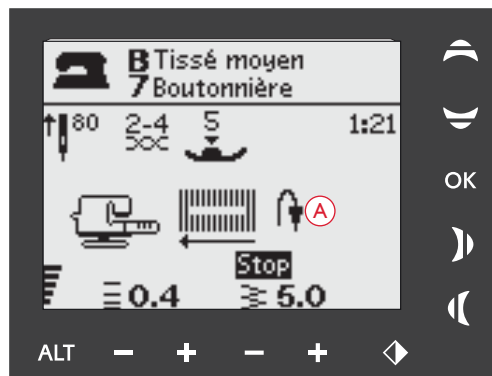 B Tissé moyen
7 Boutonnière
80 2-4 5 1:21
A
Stop
0.4 5.0
OK
ALT - + - +